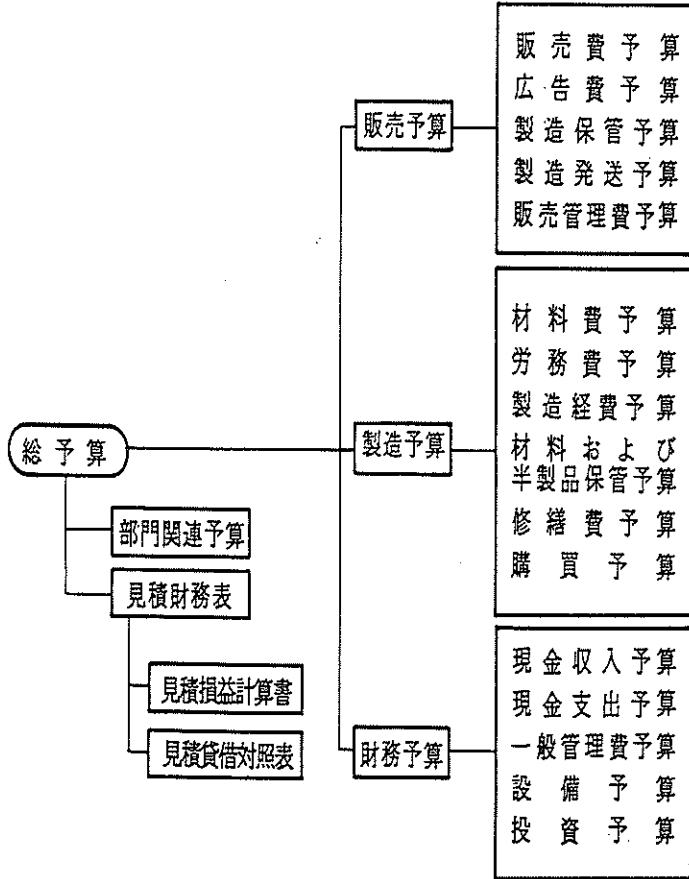 販売費予算
広告費予算
製造保管予算
製造発送予算
販売管理費予算
販売予算
材料費予算
労務費予算
製造経費予算
材料および
半製品保管予算
修繕費予算
購買予算
製造予算
総予算
部門関連予算
見積財務表
見積損益計算書
見積貸借対照表
現金収入予算
現金支出予算
一般管理費予算
設備予算
投資予算
財務予算